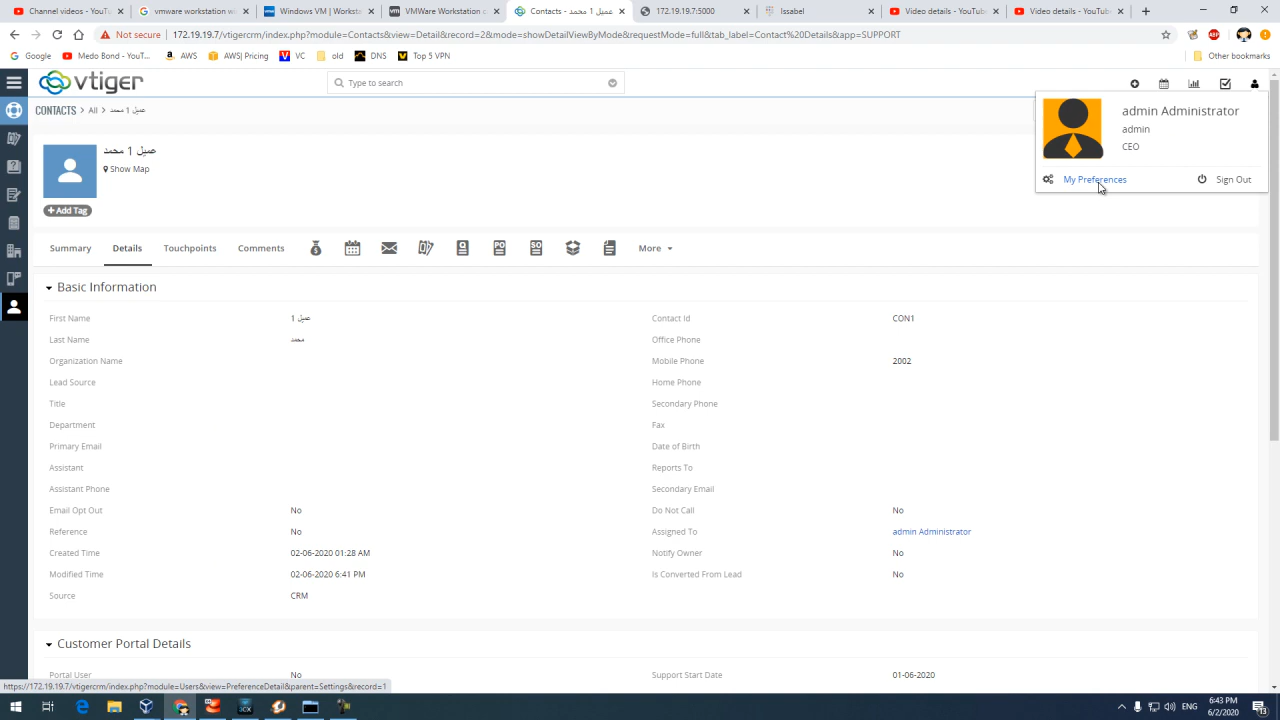 Channel videos - YouTu
vmware workstation wi
Windows VM | Workstat
VMWare Workstation c
Contacts - عميل 1 محمد
172.19.19.7:5000
Issabel
Video details - YouTub
Video details - YouTub
Not secure
172.19.19.7/vtigercrm/index.php?module=Contacts&view=Detail&record=2&mode=showDetailViewByMode&requestMode=full&tab_label=Contact%20Details&app=SUPPORT
Google
Medo Bond - YouT...
AWS
AWS| Pricing
VC
old
DNS
Top 5 VPN
Other bookmarks
vtiger
Type to search
CONTACTS > All > عميل 1 محمد
admin Administrator
admin
CEO
My Preferences
Sign Out
عميل 1 محمد
Show Map
+ Add Tag
Summary
Details
Touchpoints
Comments
Q
PO
SO
More
Basic Information
First Name عميل 1 Contact Id CON1
Last Name محمد Office Phone
Organization Name Mobile Phone 2002
Lead Source Home Phone
Title Secondary Phone
Department Fax
Primary Email Date of Birth
Assistant Reports To
Assistant Phone Secondary Email
Email Opt Out No Do Not Call No
Reference No Assigned To admin Administrator
Created Time 02-06-2020 01:28 AM Notify Owner No
Modified Time 02-06-2020 6:41 PM Is Converted From Lead No
Source CRM
Customer Portal Details
Portal User No Support Start Date 01-06-2020
https://172.19.19.7/vtigercrm/index.php?module=Users&view=PreferenceDetail&parent=Settings&record=1
3CX
ENG
6:43 PM
6/2/2020
13